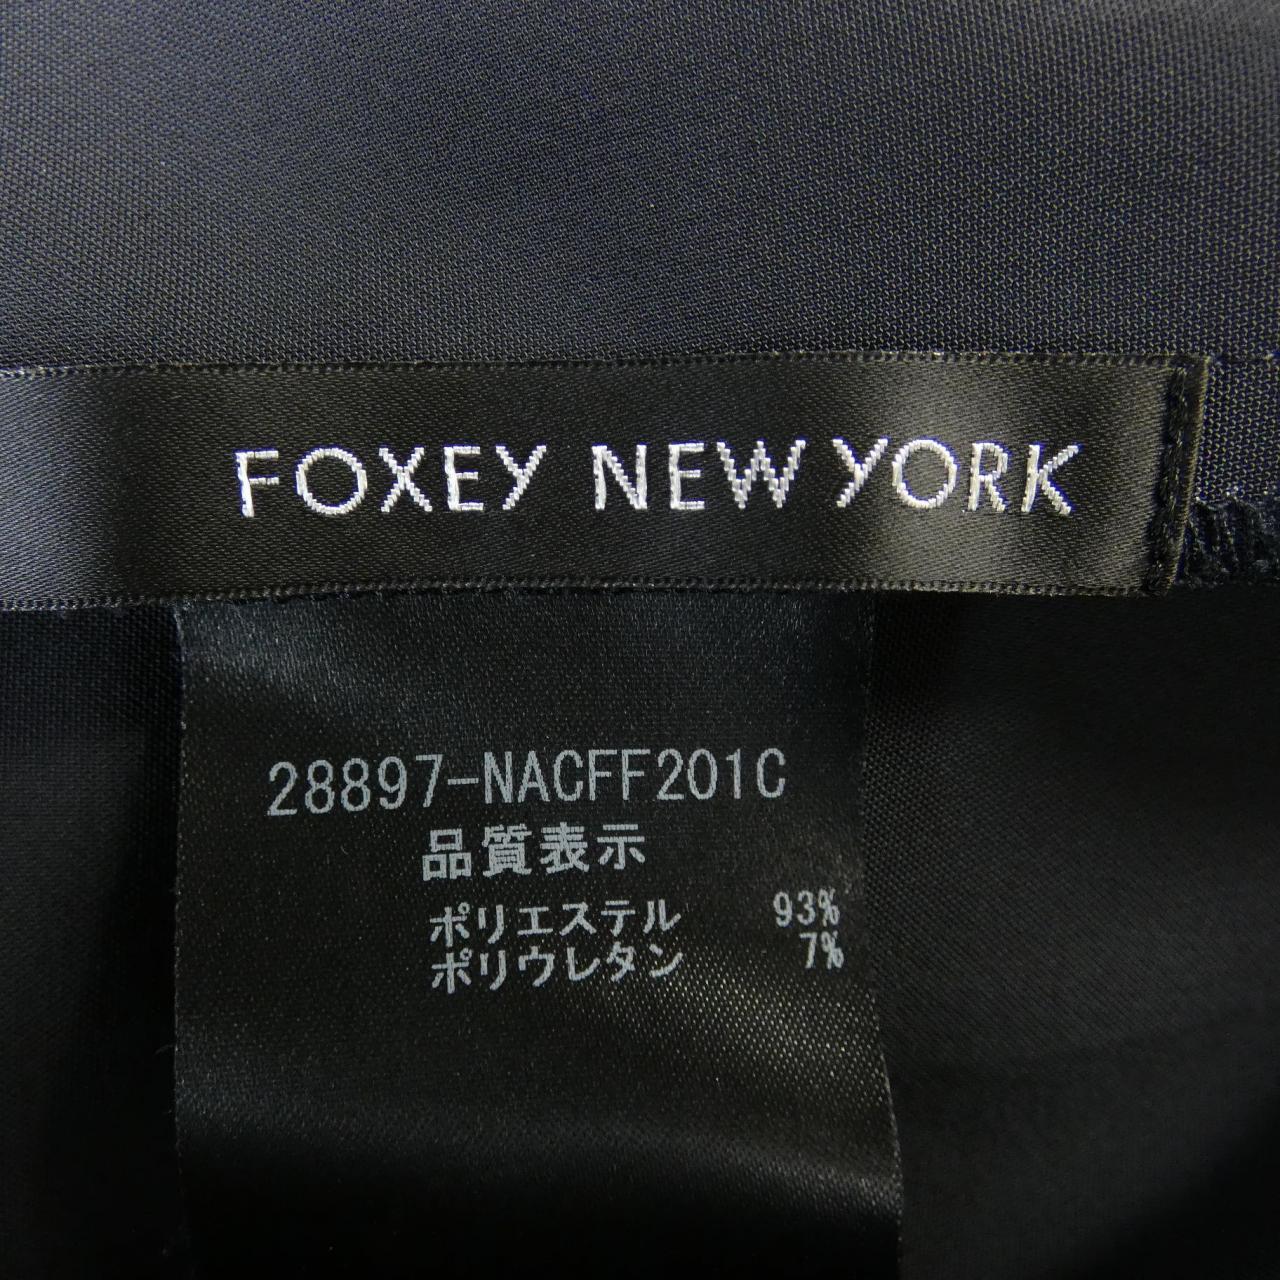 FOXEY NEW YORK
28897-NACFF201C
品質表示
ポリエステル 93%
ポリウレタン 7%